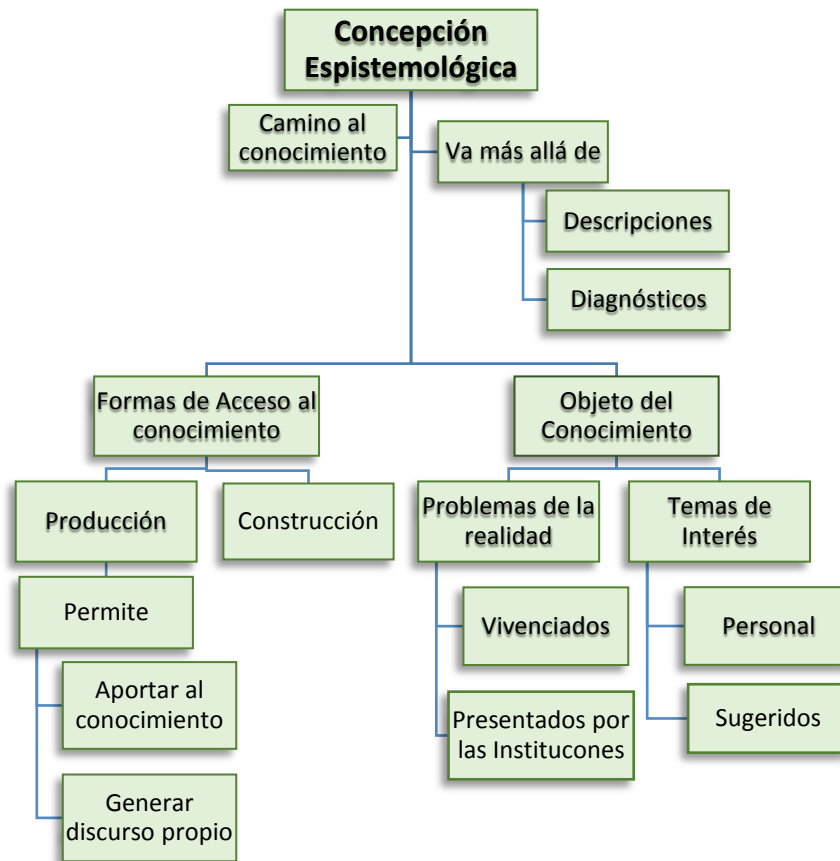 Concepción
Espistemológica
Camino al
conocimiento
Va más allá de
Descripciones
Diagnósticos
Formas de Acceso al
conocimiento
Objeto del
Conocimiento
Producción
Construcción
Problemas de la
realidad
Temas de
Interés
Permite
Vivenciados
Personal
Aportar al
conocimiento
Presentados por
las Institucones
Sugeridos
Generar
discurso propio